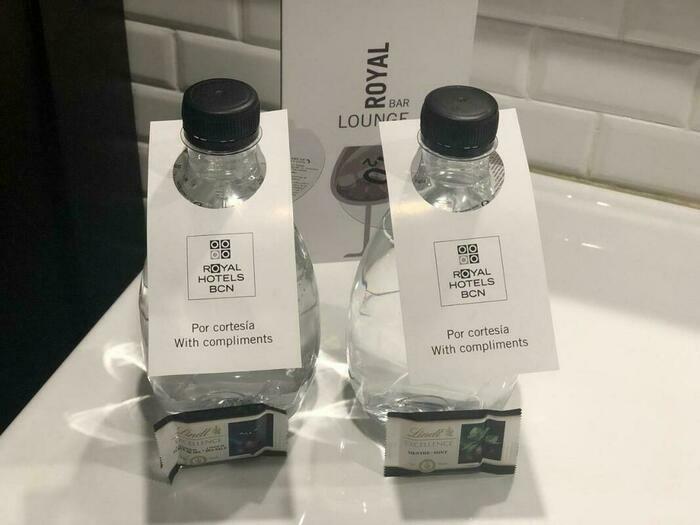 ROYAL
BAR
LOUNGE
ROYAL
HOTELS
BCN
Por cortesía
With compliments
ROYAL
HOTELS
BCN
Por cortesía
With compliments
Lindt
EXCELLENCE
Lindt
EXCELLENCE
MENTHE • MINT